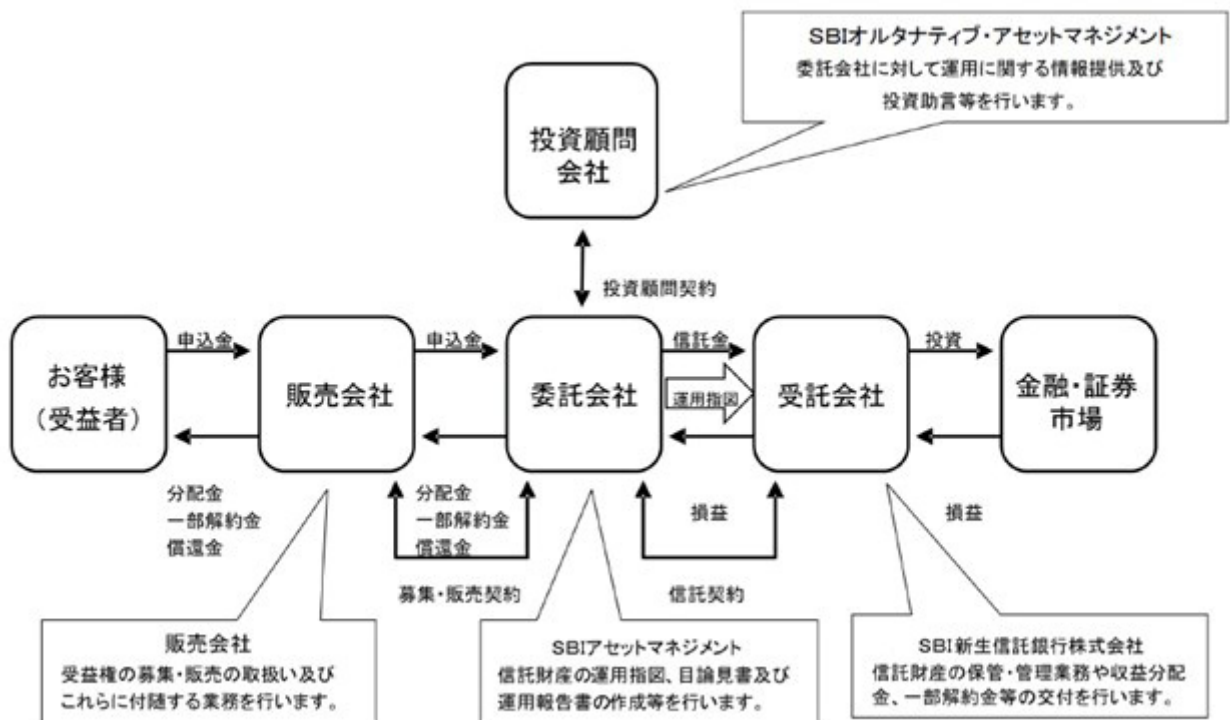 SBIオルタナティブ・アセットマネジメント
委託会社に対して運用に関する情報提供及び
投資助言等を行います。
投資顧問
会社
投資顧問契約
お客様
（受益者）
申込金
販売会社
申込金
委託会社
信託金
運用指図
受託会社
投資
金融・証券
市場
分配金
一部解約金
償還金
分配金
一部解約金
償還金
損益
損益
募集・販売契約
信託契約
販売会社
受益権の募集・販売の取扱い及び
これらに付随する業務を行います。
SBIアセットマネジメント
信託財産の運用指図、目論見書及び
運用報告書の作成等を行います。
SBI新生信託銀行株式会社
信託財産の保管・管理業務や収益分配
金、一部解約金等の交付を行います。